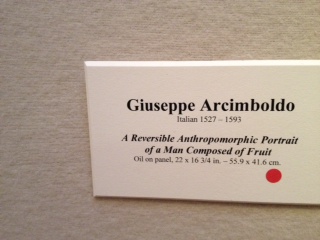 Giuseppe Arcimboldo
Italian 1527 – 1593
A Reversible Anthropomorphic Portrait
of a Man Composed of Fruit
Oil on panel, 22 x 16 3/4 in. – 55.9 x 41.6 cm.